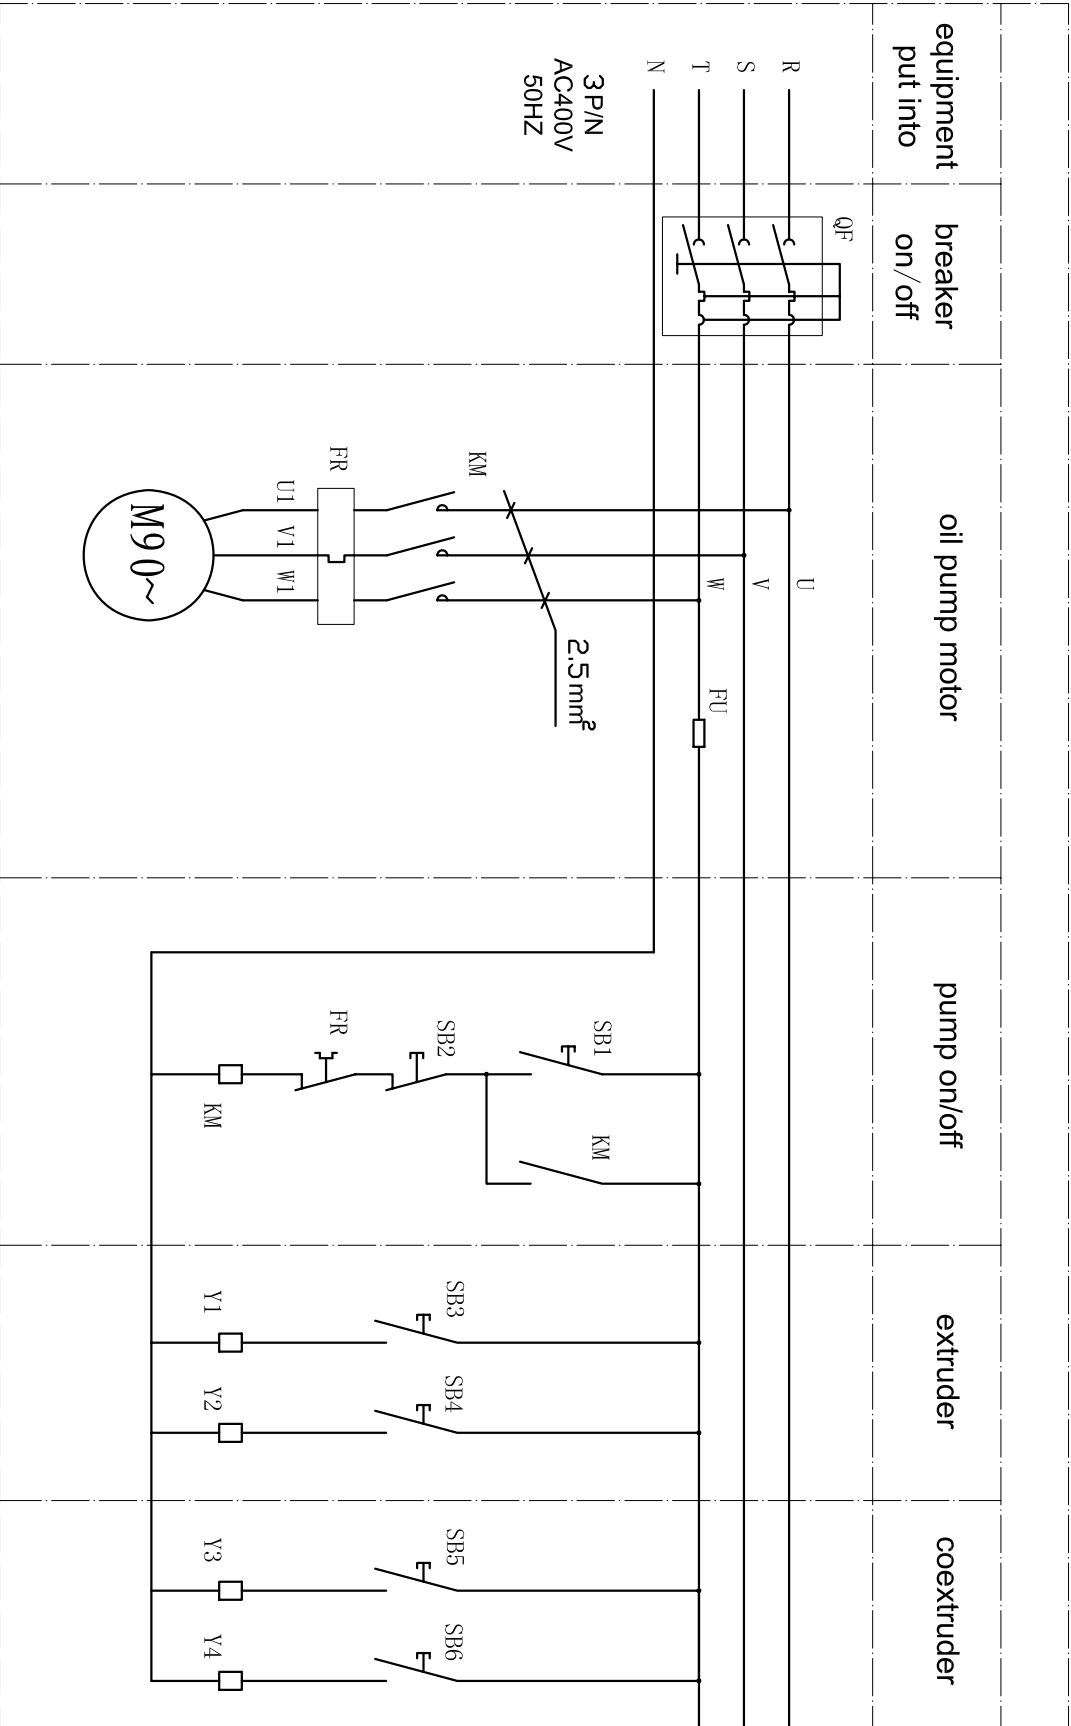 equipment
put into
breaker
on/off
oil pump motor
pump on/off
extruder
coextruder
R
S
T
N
3P/N
AC400V
50HZ
QF
U
V
W
FU
KM
2.5mm²
FR
U1
V1
W1
M90~
SB1
KM
SB2
FR
KM
SB3
SB4
Y1
Y2
SB5
SB6
Y3
Y4